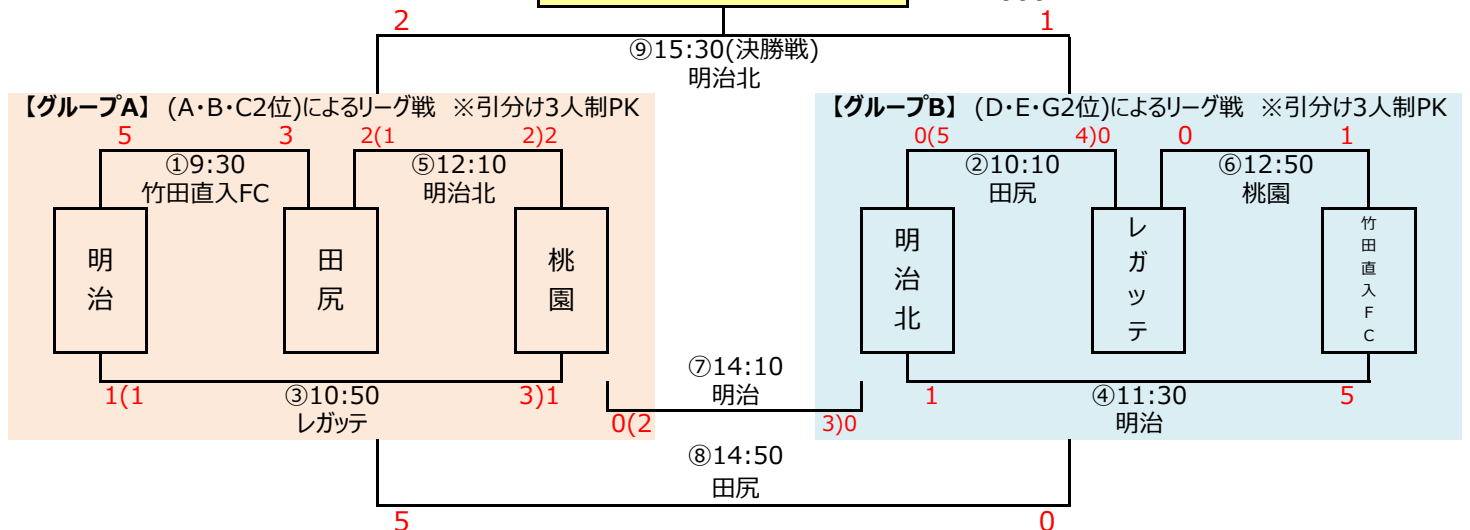 2
1
⑨15:30(決勝戦)
明治北
【グループA】 (A・B・C2位)によるリーグ戦 ※引分け3人制PK
【グループB】 (D・E・G2位)によるリーグ戦 ※引分け3人制PK
5 3 2(1 2)2
0(5 4)0 0 1
①9:30
竹田直入FC
⑤12:10
明治北
②10:10
田尻
⑥12:50
桃園
明治
田尻
桃園
明治北
レガッテ
竹田直入FC
1(1
③10:50
レガッテ
3)1
⑦14:10
明治
0(2
3)0
1
④11:30
明治
5
⑧14:50
田尻
5
0